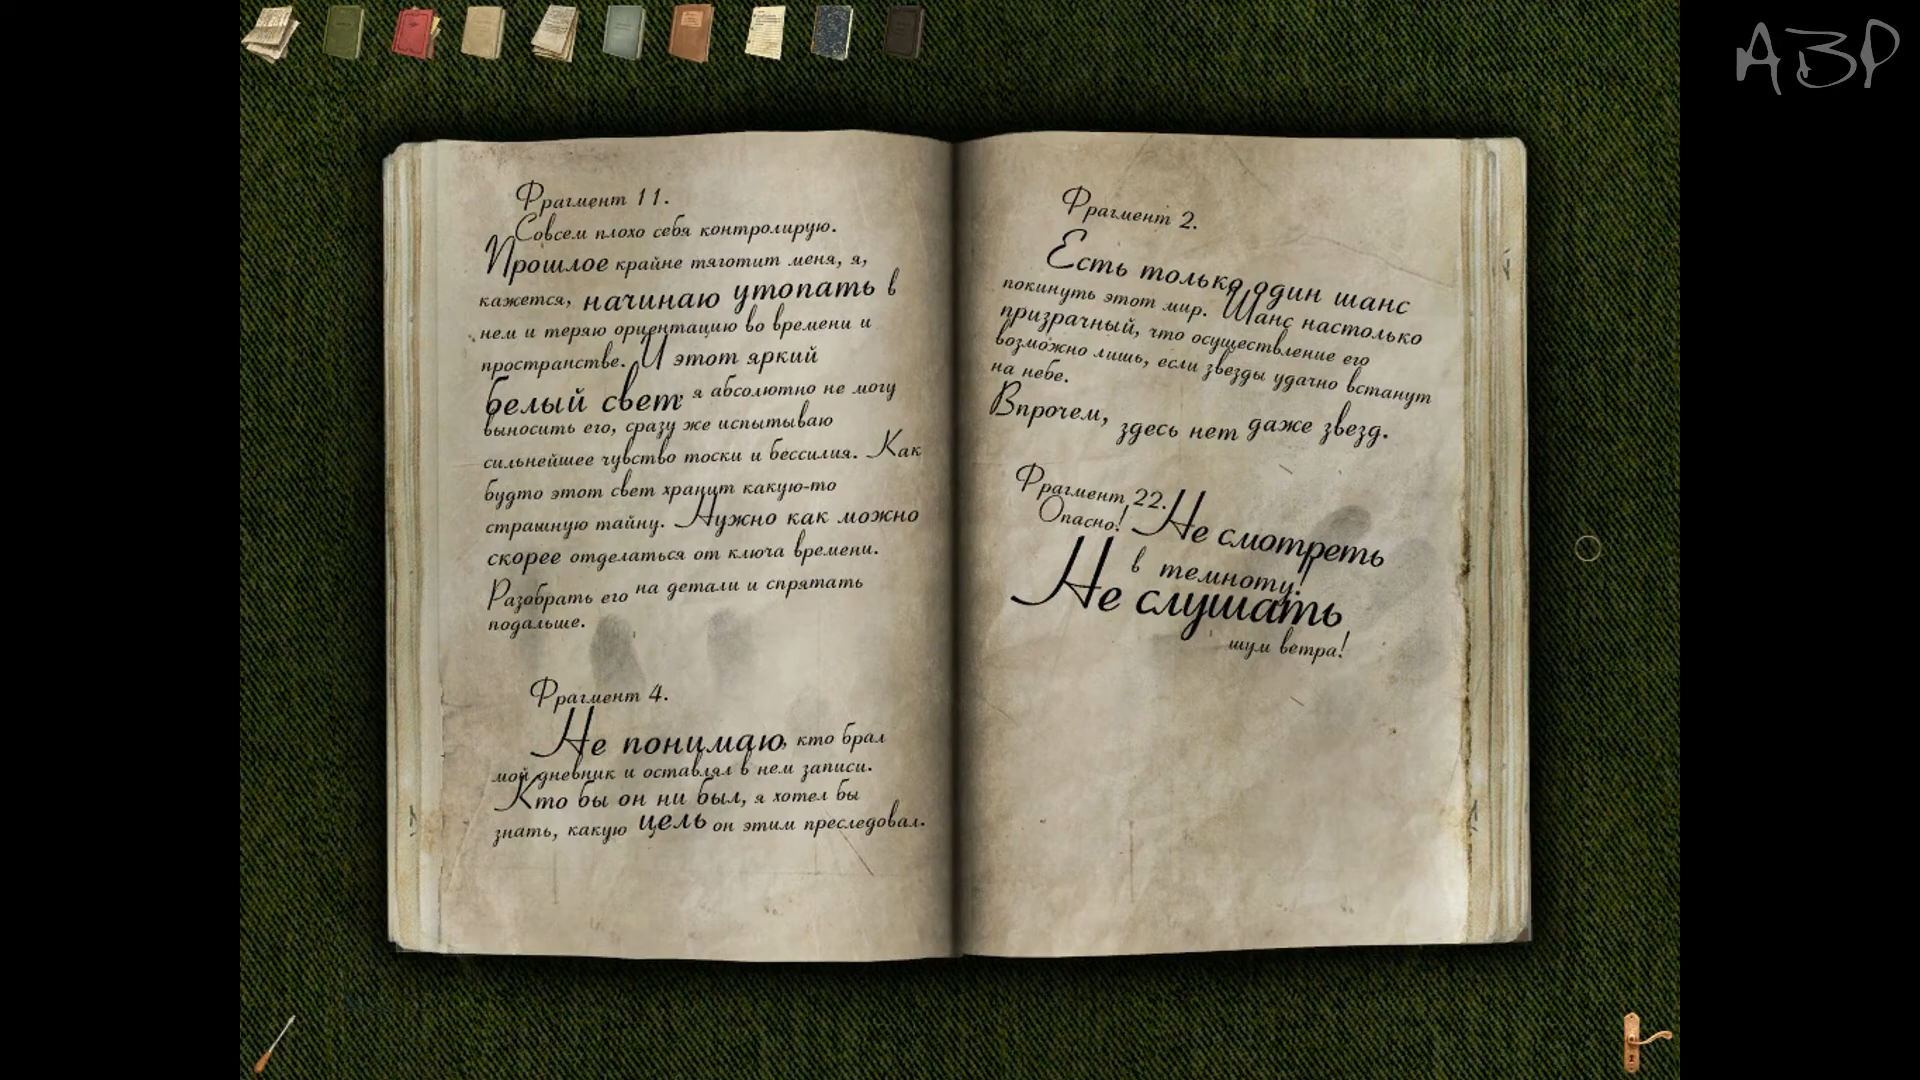 Фрагмент 11.
Совсем плохо себя контролирую.
Прошлое крайне тяготит меня, я,
кажется, начинаю утопать в
нем и теряю ориентацию во времени и
пространстве. И этот яркий
белый свет, я абсолютно не могу
выносить его, сразу же испытываю
сильнейшее чувство тоски и бессилия. Как
будто этот свет хранит какую-то
страшную тайну. Нужно как можно
скорее отделаться от ключа времени.
Разобрать его на детали и спрятать
подальше.
Фрагмент 4.
Не понимаю, кто брал
мой дневник и оставлял в нем записи.
Кто бы он ни был, я хотел бы
знать, какую цель он этим преследовал.
Фрагмент 2.
Есть только один шанс
покинуть этот мир. Шанс настолько
призрачный, что осуществление его
возможно лишь, если звезды удачно встанут
на небе.
Впрочем, здесь нет даже звезд.
Фрагмент 22.
Опасно! Не смотреть
в темноту!
Не слушать
шум ветра!
АВР